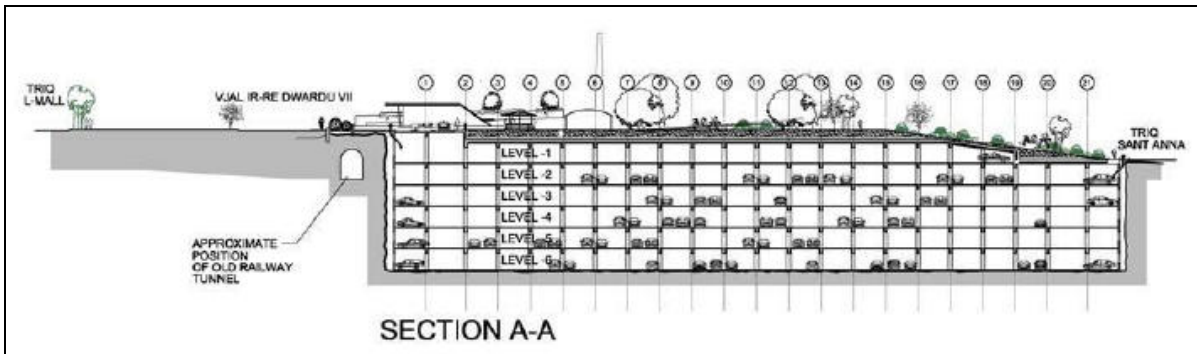 TRIQ
L-MALL
VJAL IR-RE DWARDU VII
1 2 3 4 5 6 7 8 9 10 11 12 13 14 15 16 17 18 19 20 21
TRIQ
SANT ANNA
LEVEL -1
LEVEL -2
LEVEL -3
LEVEL -4
LEVEL -5
LEVEL -6
APPROXIMATE
POSITION
OF OLD RAILWAY
TUNNEL
SECTION A-A